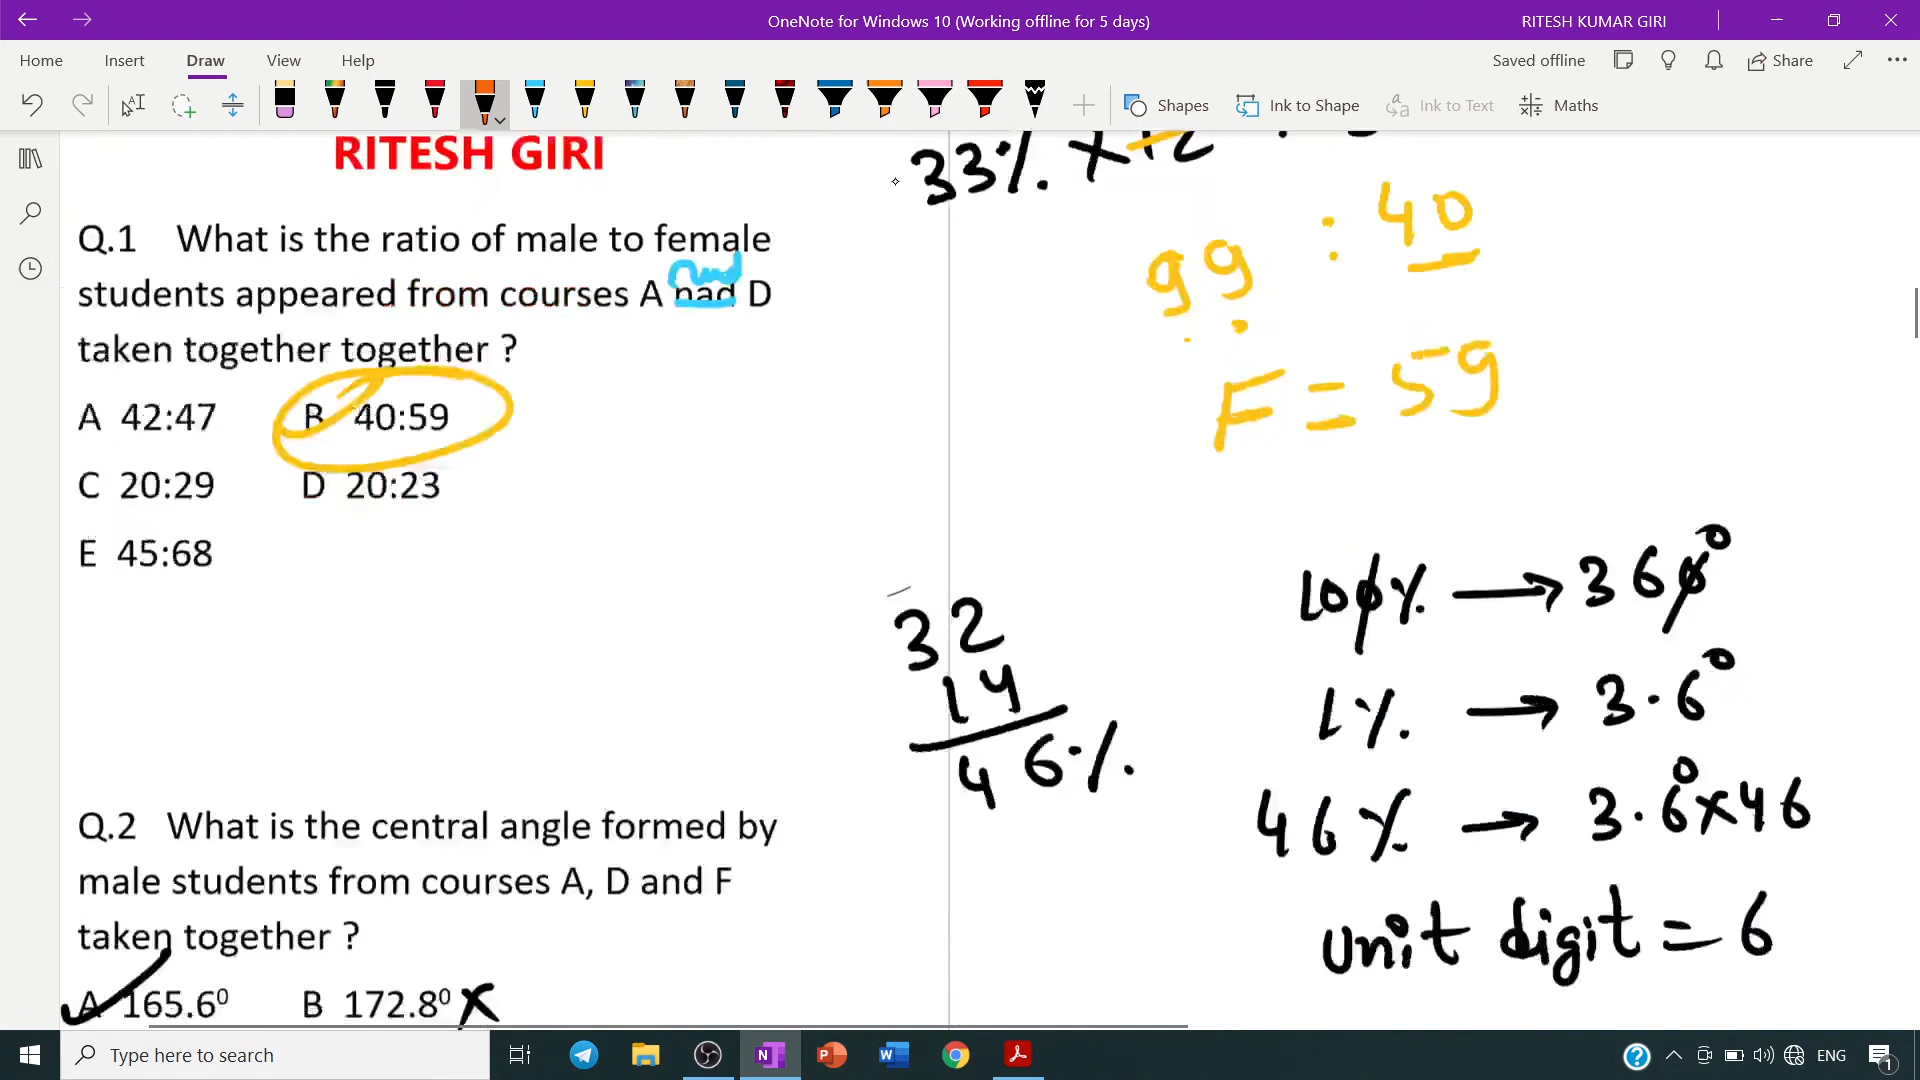 OneNote for Windows 10 (Working offline for 5 days)
RITESH KUMAR GIRI
Home Insert Draw View Help
Saved offline
Share
Shapes
Ink to Shape
Ink to Text
Maths
RITESH GIRI
Q.1 What is the ratio of male to female
students appeared from courses A nad D
taken together together ?
A 42:47
B 40:59
C 20:29
D 20:23
E 45:68
Q.2 What is the central angle formed by
male students from courses A, D and F
taken together ?
A 165.6⁰
B 172.8⁰ x
33% x 12 :
99 : 40
F = 59
32
14
46%
100% → 360°
1% → 3.6°
46% → 3.6° x 46
unit digit = 6
Type here to search
ENG
1